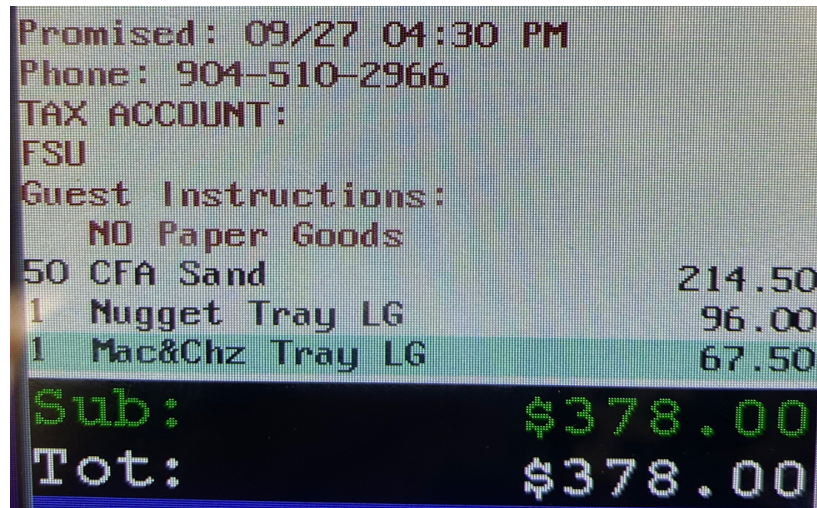 Promised: 09/27 04:30 PM
Phone: 904-510-2966
TAX ACCOUNT:
FSU
Guest Instructions:
NO Paper Goods
50 CFA Sand 214.50
1 Nugget Tray LG 96.00
1 Mac&Chz Tray LG 67.50
Sub: $378.00
Tot: $378.00